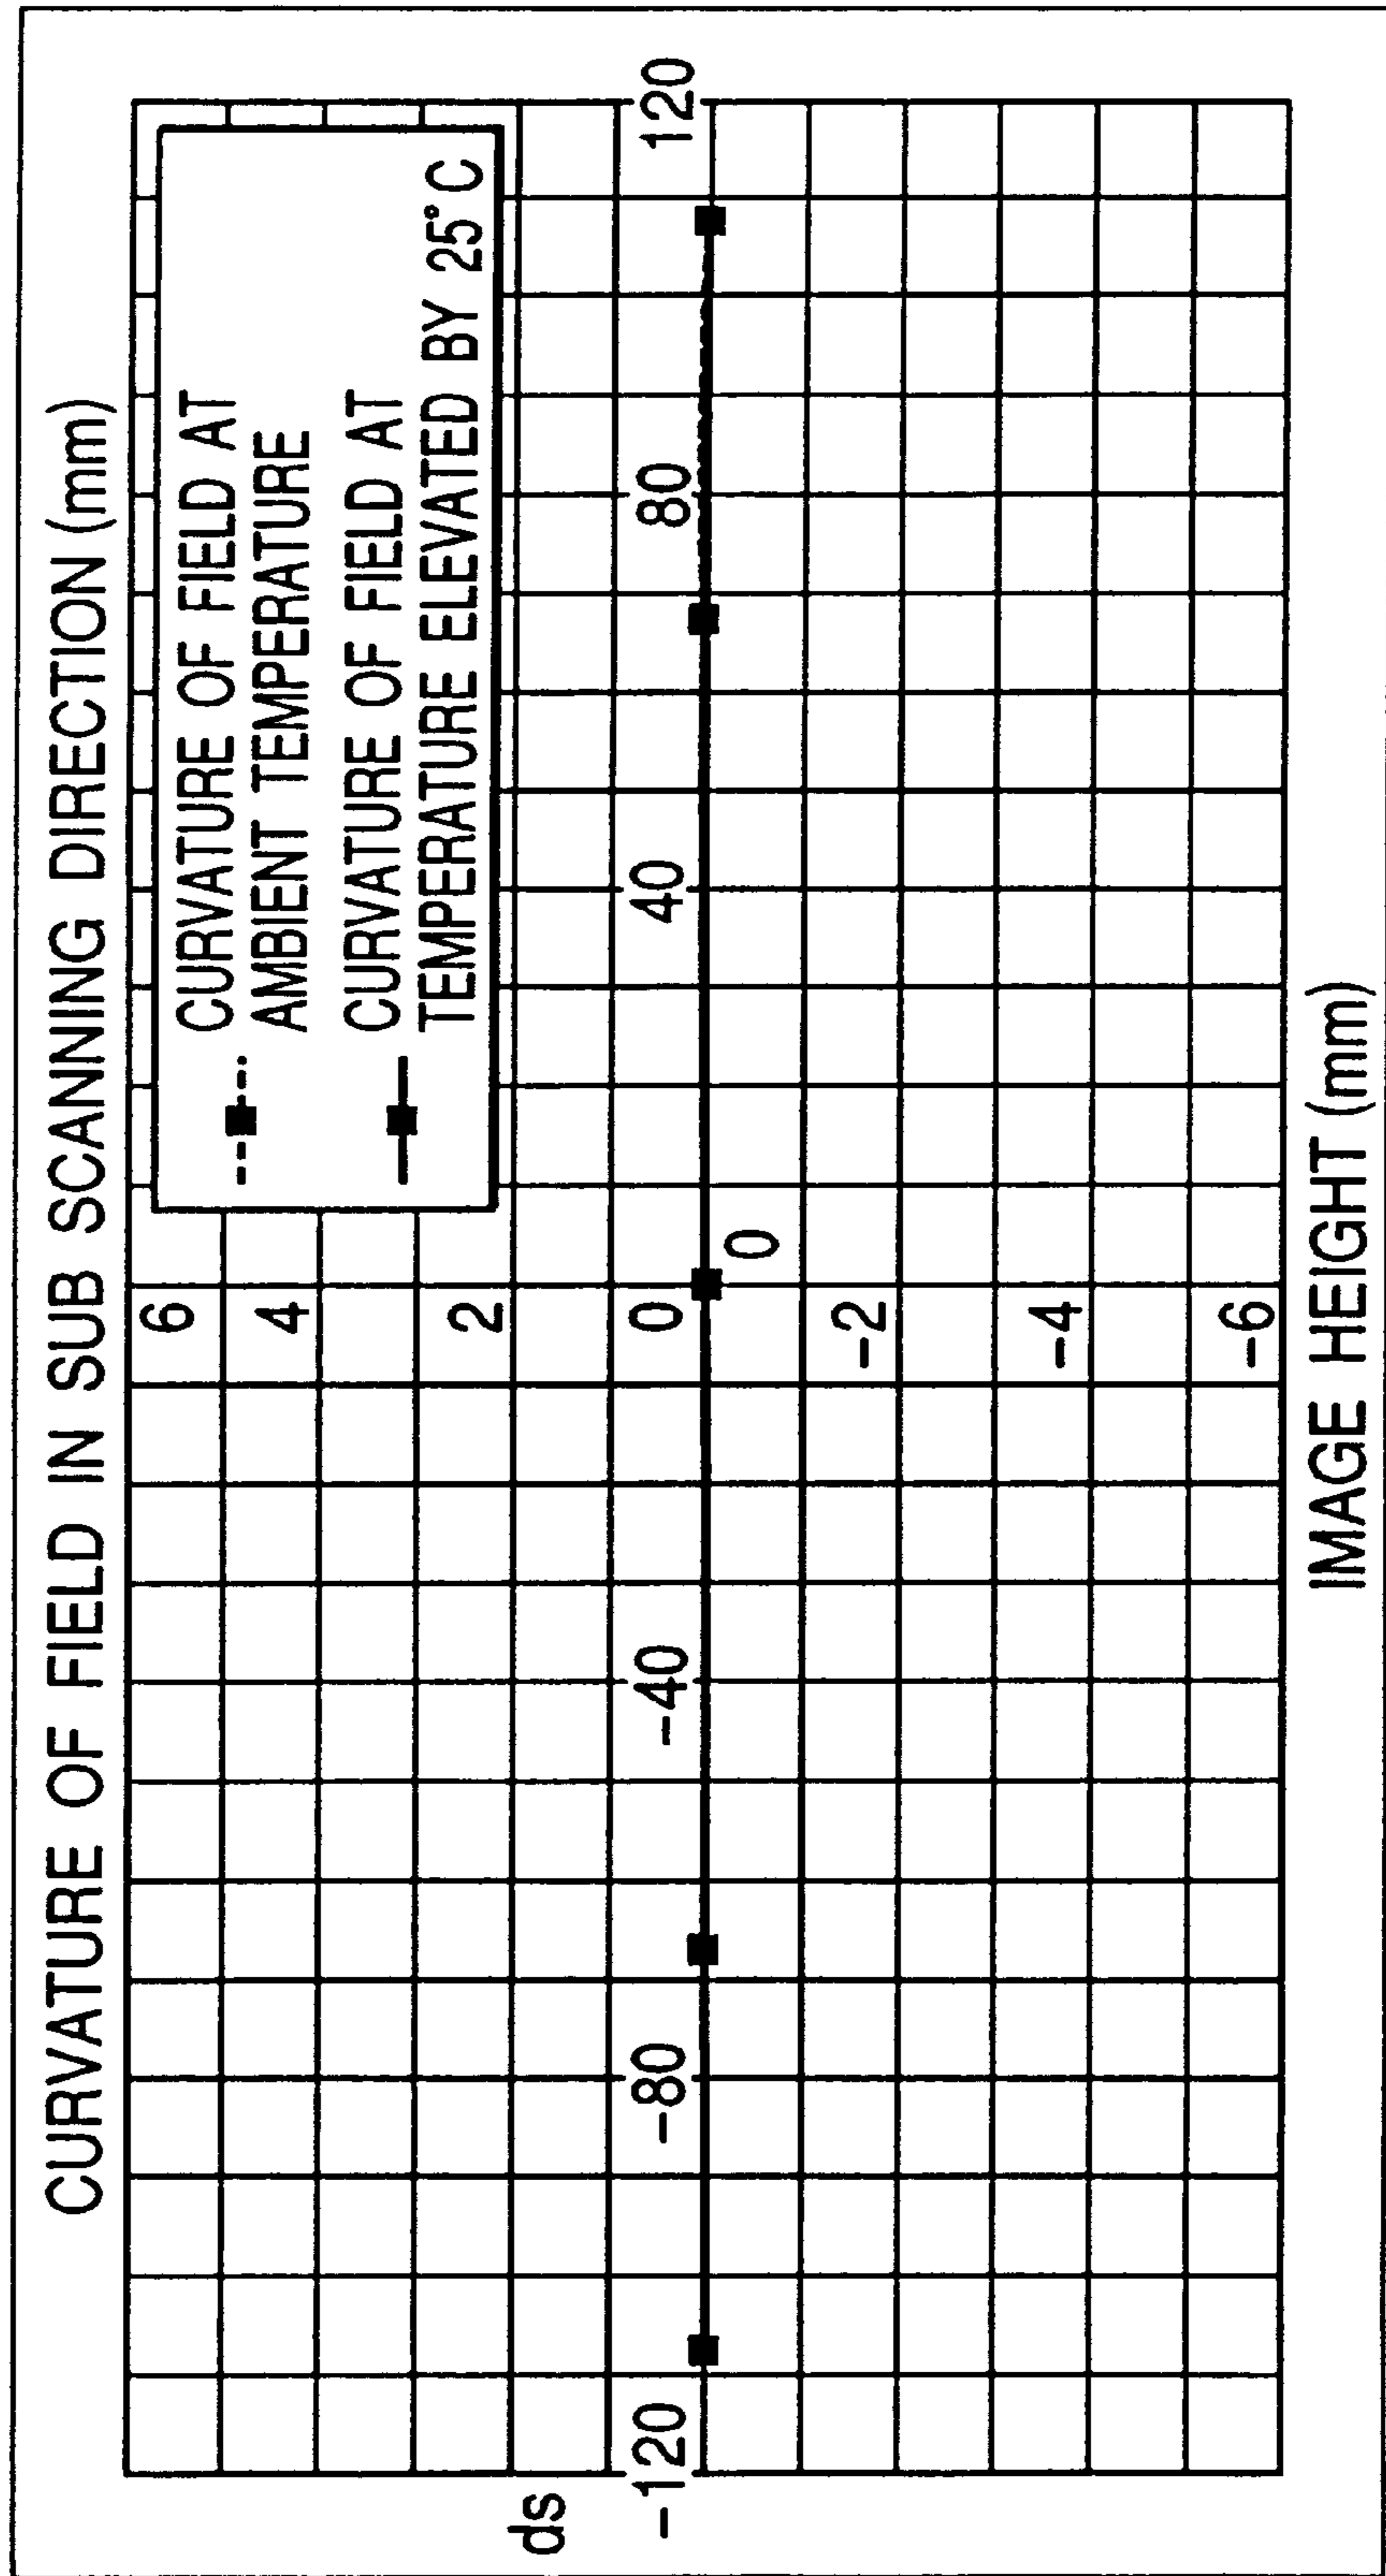 CURVATURE OF FIELD IN SUB SCANNING DIRECTION (mm)
CURVATURE OF FIELD AT
AMBIENT TEMPERATURE
CURVATURE OF FIELD AT
TEMPERATURE ELEVATED BY 25°C
6
4
2
0
-2
-4
-6
ds
-120
-80
-40
0
40
80
120
IMAGE HEIGHT (mm)